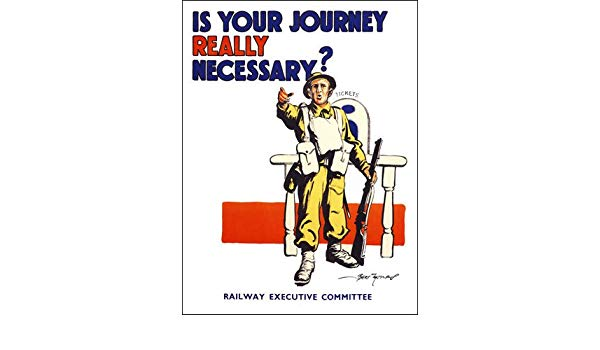 IS YOUR JOURNEY
REALLY
NECESSARY?
TICKETS
RAILWAY EXECUTIVE COMMITTEE